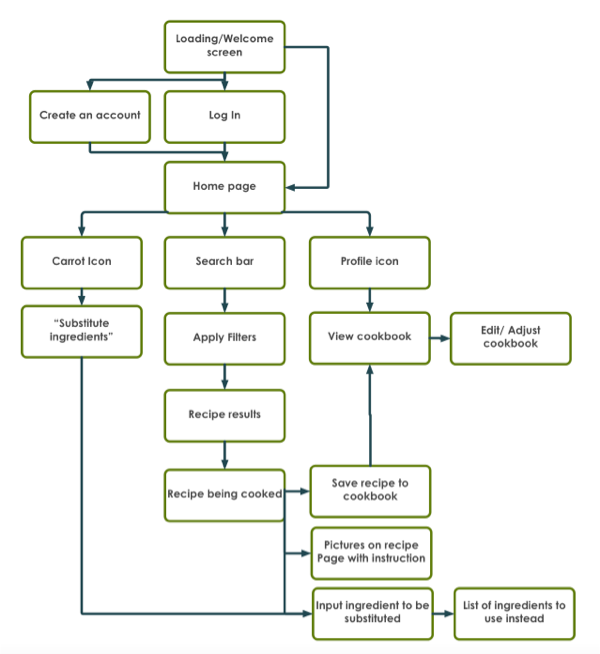 Loading/Welcome
screen
Create an account
Log In
Home page
Carrot Icon
Search bar
Profile icon
"Substitute
ingredients"
Apply Filters
View cookbook
Edit/ Adjust
cookbook
Recipe results
Recipe being cooked
Save recipe to
cookbook
Pictures on recipe
Page with instruction
Input ingredient to be
substituted
List of ingredients to
use instead